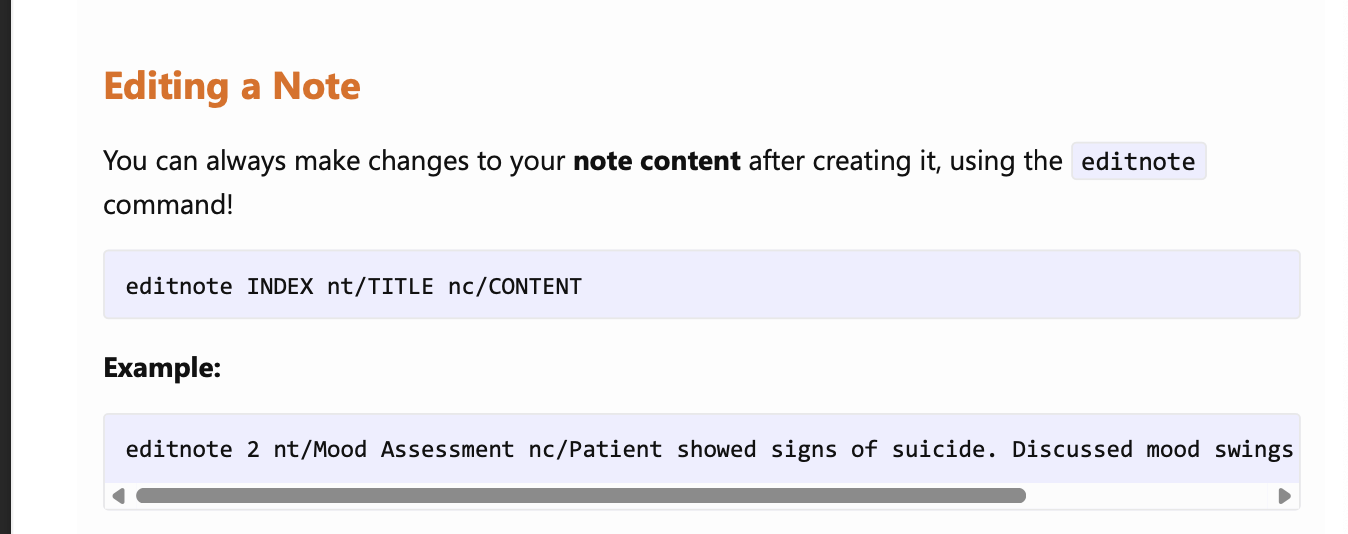 Editing a Note
You can always make changes to your note content after creating it, using the editnote
command!
editnote INDEX nt/TITLE nc/CONTENT
Example:
editnote 2 nt/Mood Assessment nc/Patient showed signs of suicide. Discussed mood swings